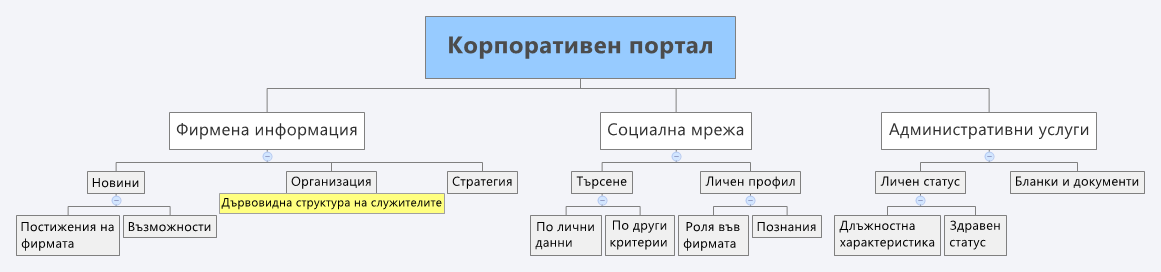 Корпоративен портал
Фирмена информация
Социална мрежа
Административни услуги
Новини
Организация
Стратегия
Търсене
Личен профил
Личен статус
Бланки и документи
Дървовидна структура на служителите
Постижения на
фирмата
Възможности
По лични
данни
По други
критерии
Роля във
фирмата
Познания
Длъжностна
характеристика
Здравен
статус